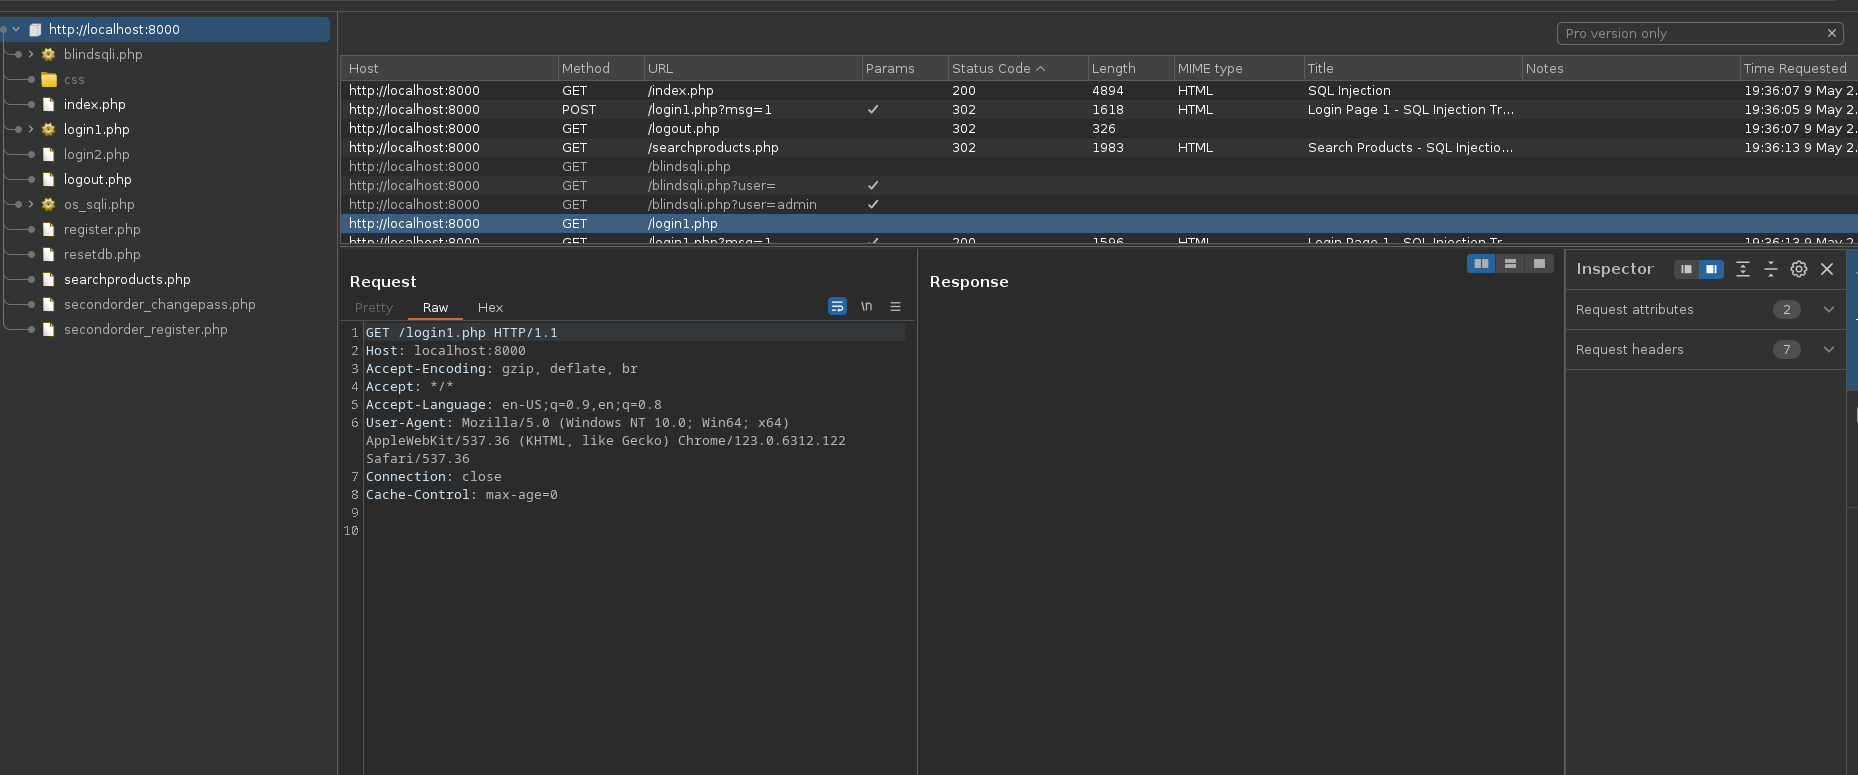 http://localhost:8000
blindsqli.php
css
index.php
login1.php
login2.php
logout.php
os_sqli.php
register.php
resetdb.php
searchproducts.php
secondorder_changepass.php
secondorder_register.php
Pro version only
Host Method URL Params Status Code Length MIME type Title Notes Time Requested
http://localhost:8000 GET /index.php 200 4894 HTML SQL Injection 19:36:07 9 May 2.
http://localhost:8000 POST /login1.php?msg=1 ✓ 302 1618 HTML Login Page 1 - SQL Injection Tr... 19:36:05 9 May 2.
http://localhost:8000 GET /logout.php 302 326 19:36:07 9 May 2.
http://localhost:8000 GET /searchproducts.php 302 1983 HTML Search Products - SQL Injectio... 19:36:13 9 May 2.
http://localhost:8000 GET /blindsqli.php
http://localhost:8000 GET /blindsqli.php?user= ✓
http://localhost:8000 GET /blindsqli.php?user=admin ✓
http://localhost:8000 GET /login1.php
http://localhost:8000 GET /login1.php?msg=1 ✓ 200 1596 HTML Login Page 1 - SQL Injection Tr... 19:36:13 9 May 2.
Request
Pretty Raw Hex
\n
1 GET /login1.php HTTP/1.1
2 Host: localhost:8000
3 Accept-Encoding: gzip, deflate, br
4 Accept: */*
5 Accept-Language: en-US;q=0.9,en;q=0.8
6 User-Agent: Mozilla/5.0 (Windows NT 10.0; Win64; x64)
AppleWebKit/537.36 (KHTML, like Gecko) Chrome/123.0.6312.122
Safari/537.36
7 Connection: close
8 Cache-Control: max-age=0
9
10
Response
Inspector
Request attributes 2
Request headers 7